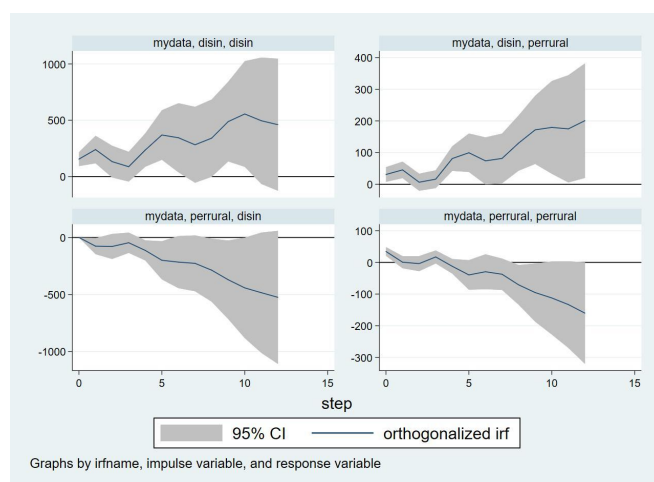 mydata, disin, disin
mydata, disin, perrural
1000
500
0
400
300
200
100
0
mydata, perrural, disin
mydata, perrural, perrural
0
-500
-1000
100
0
-100
-200
-300
0 5 10 15
0 5 10 15
step
95% CI orthogonalized irf
Graphs by irfname, impulse variable, and response variable